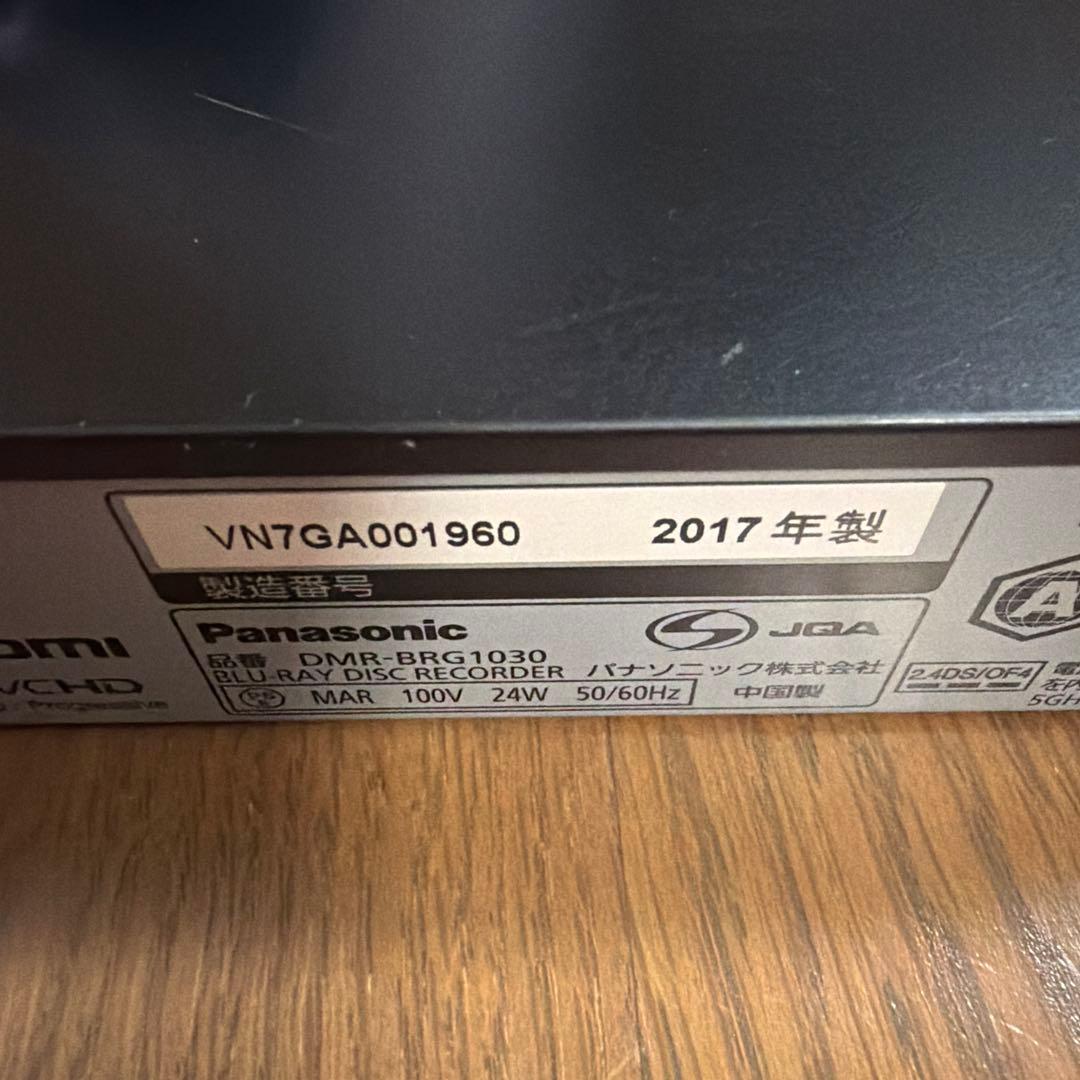 VN7GA001960 2017年製
製造番号
Panasonic JQA
品番 DMR-BRG1030
BLU-RAY DISC RECORDER パナソニック株式会社
MAR 100V 24W 50/60Hz 中国製
2.4DS/OF4
A